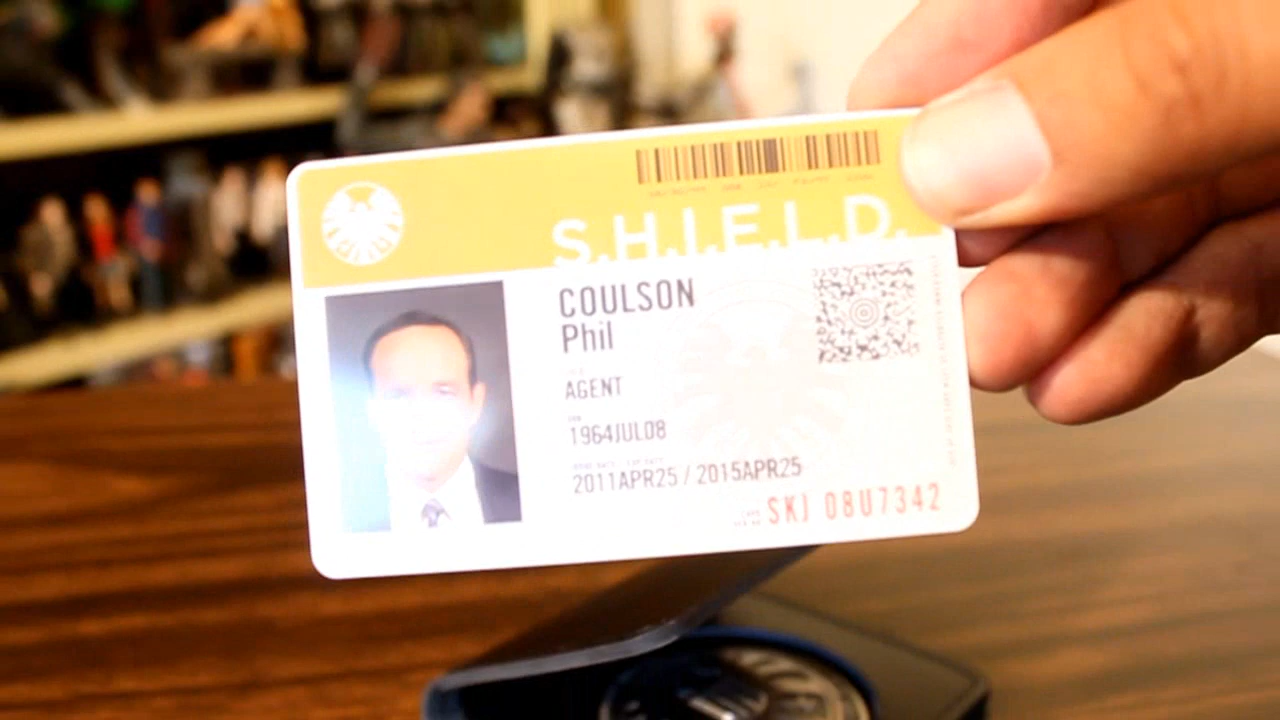 S.H.I.E.L.D.
COULSON
Phil
AGENT
1964JUL08
2011APR25 / 2015APR25
SKJ 08U7342